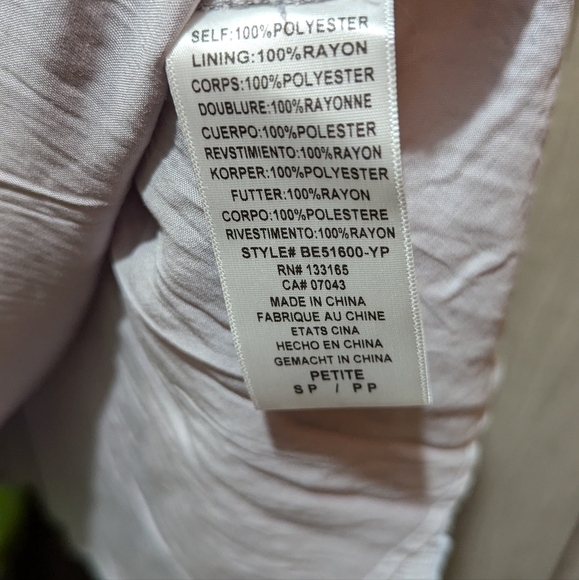 SELF:100%POLYESTER
LINING:100%RAYON
CORPS:100%POLYESTER
DOUBLURE:100%RAYONNE
CUERPO:100%POLESTER
REVSTIMIENTO:100%RAYON
KORPER:100%POLYESTER
FUTTER:100%RAYON
CORPO:100%POLESTERE
RIVESTIMENTO:100%RAYON
STYLE# BE51600-YP
RN# 133165
CA# 07043
MADE IN CHINA
FABRIQUE AU CHINE
ETATS CINA
HECHO EN CHINA
GEMACHT IN CHINA
PETITE
SP / PP